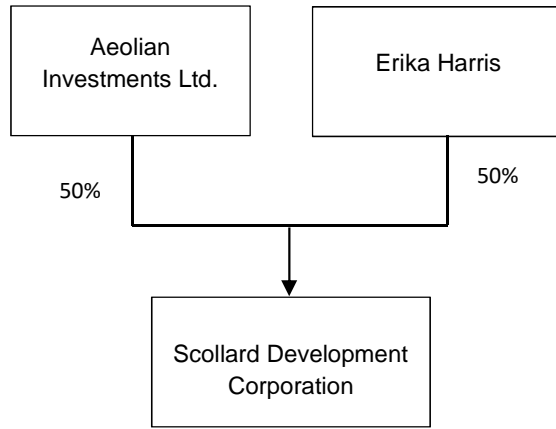 Aeolian
Investments Ltd.
Erika Harris
50%
50%
Scollard Development
Corporation